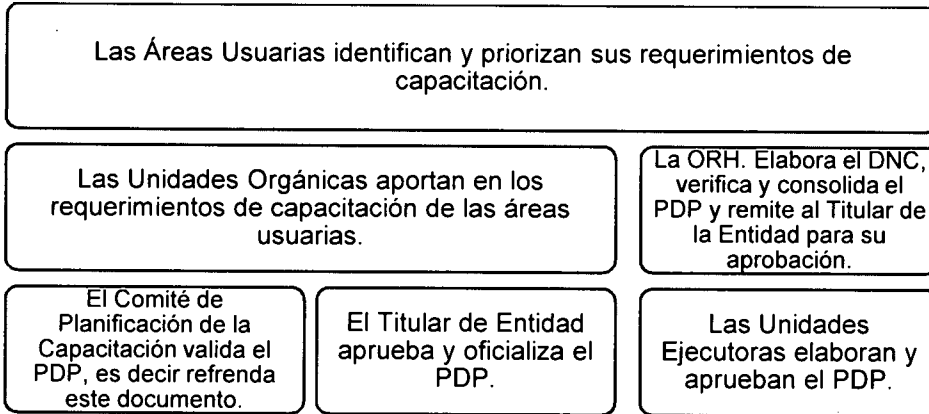 Las Áreas Usuarias identifican y priorizan sus requerimientos de
capacitación.
Las Unidades Orgánicas aportan en los
requerimientos de capacitación de las áreas
usuarias.
La ORH. Elabora el DNC,
verifica y consolida el
PDP y remite al Titular de
la Entidad para su
aprobación.
El Comité de
Planificación de la
Capacitación valida el
PDP, es decir refrenda
este documento.
El Titular de Entidad
aprueba y oficializa el
PDP.
Las Unidades
Ejecutoras elaboran y
aprueban el PDP.